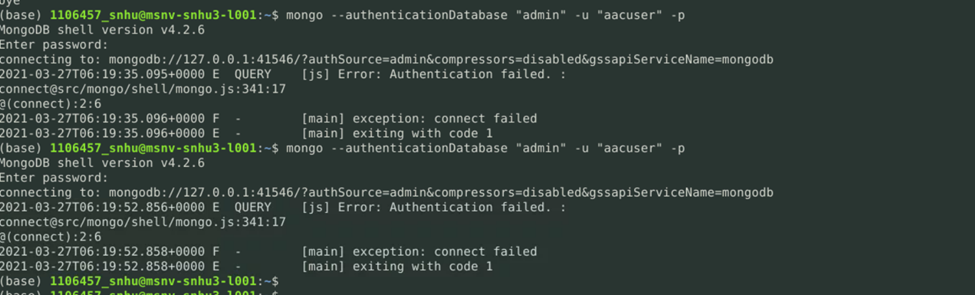 bye
(base) 1106457_snhu@msnv-snhu3-l001:~$ mongo --authenticationDatabase "admin" -u "aacuser" -p
MongoDB shell version v4.2.6
Enter password:
connecting to: mongodb://127.0.0.1:41546/?authSource=admin&compressors=disabled&gssapiServiceName=mongodb
2021-03-27T06:19:35.095+0000 E  QUERY    [js] Error: Authentication failed. :
connect@src/mongo/shell/mongo.js:341:17
@(connect):2:6
2021-03-27T06:19:35.096+0000 F  -        [main] exception: connect failed
2021-03-27T06:19:35.096+0000 E  -        [main] exiting with code 1
(base) 1106457_snhu@msnv-snhu3-l001:~$ mongo --authenticationDatabase "admin" -u "aacuser" -p
MongoDB shell version v4.2.6
Enter password:
connecting to: mongodb://127.0.0.1:41546/?authSource=admin&compressors=disabled&gssapiServiceName=mongodb
2021-03-27T06:19:52.856+0000 E  QUERY    [js] Error: Authentication failed. :
connect@src/mongo/shell/mongo.js:341:17
@(connect):2:6
2021-03-27T06:19:52.858+0000 F  -        [main] exception: connect failed
2021-03-27T06:19:52.858+0000 E  -        [main] exiting with code 1
(base) 1106457_snhu@msnv-snhu3-l001:~$
(base) 1106457_snhu@msnv-snhu3-l001:~$